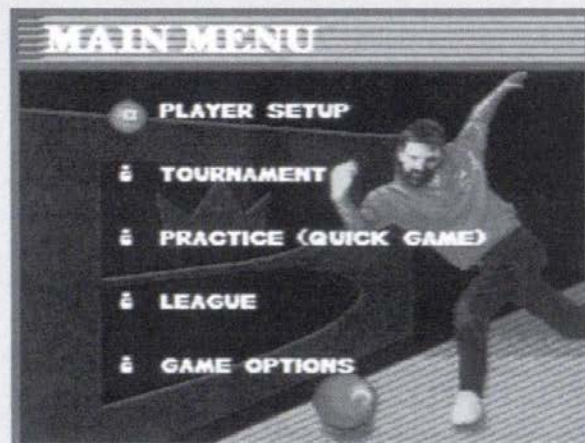 MAIN MENU
PLAYER SETUP
TOURNAMENT
PRACTICE (QUICK GAME)
LEAGUE
GAME OPTIONS